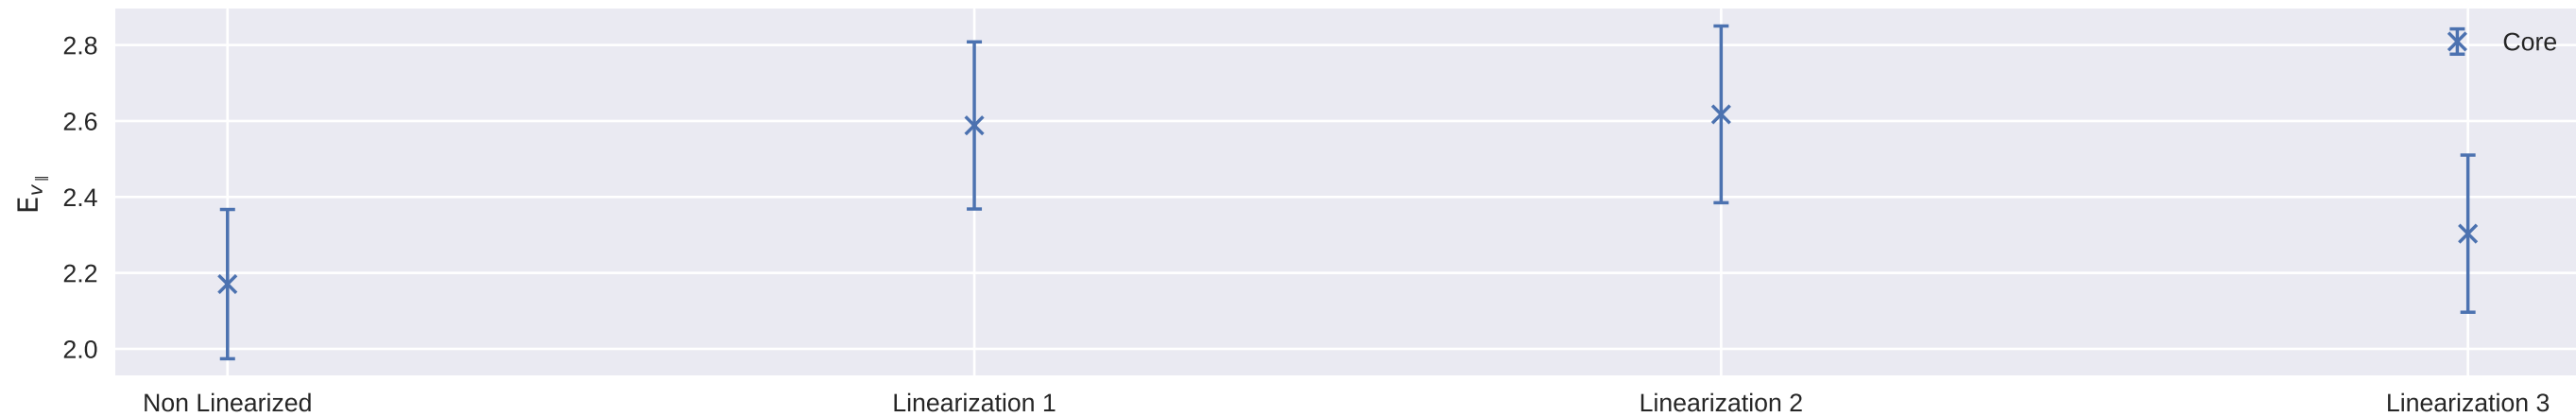 2.8
2.6
2.4
2.2
2.0
E_{v_∥}
Core
Non Linearized Linearization 1 Linearization 2 Linearization 3